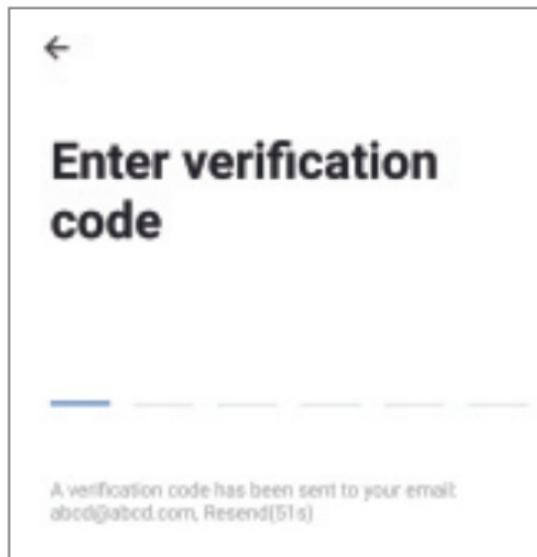 Enter verification
code
A verification code has been sent to your email:
abcd@abcd.com, Resend(51s)